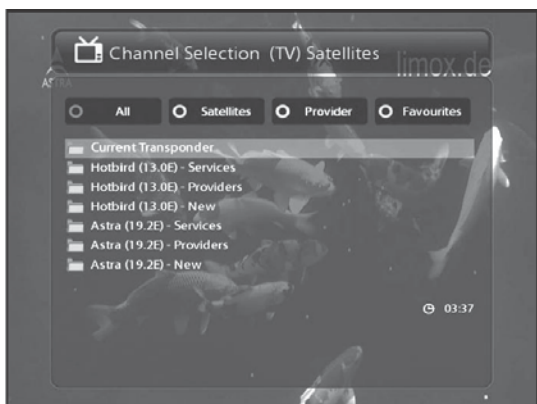 Channel Selection (TV) Satellites
limox.de
ASTRA
All Satellites Provider Favourites
Current Transponder
Hotbird (13.0E) - Services
Hotbird (13.0E) - Providers
Hotbird (13.0E) - New
Astra (19.2E) - Services
Astra (19.2E) - Providers
Astra (19.2E) - New
03:37